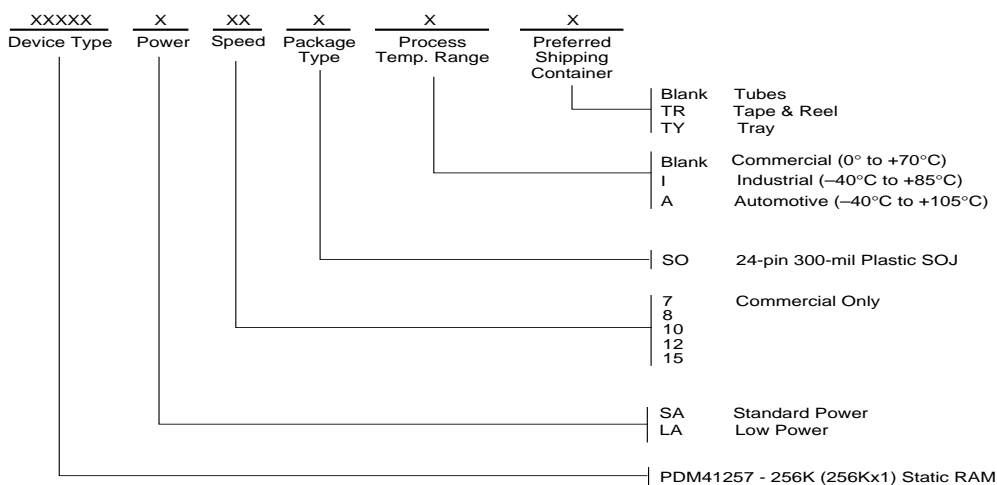 XXXXX X XX X X X
Device Type Power Speed Package Type Process Temp. Range Preferred Shipping Container
Blank Tubes
TR Tape & Reel
TY Tray
Blank Commercial (0° to +70°C)
I Industrial (–40°C to +85°C)
A Automotive (–40°C to +105°C)
SO 24-pin 300-mil Plastic SOJ
7 Commercial Only
8
10
12
15
SA Standard Power
LA Low Power
PDM41257 - 256K (256Kx1) Static RAM